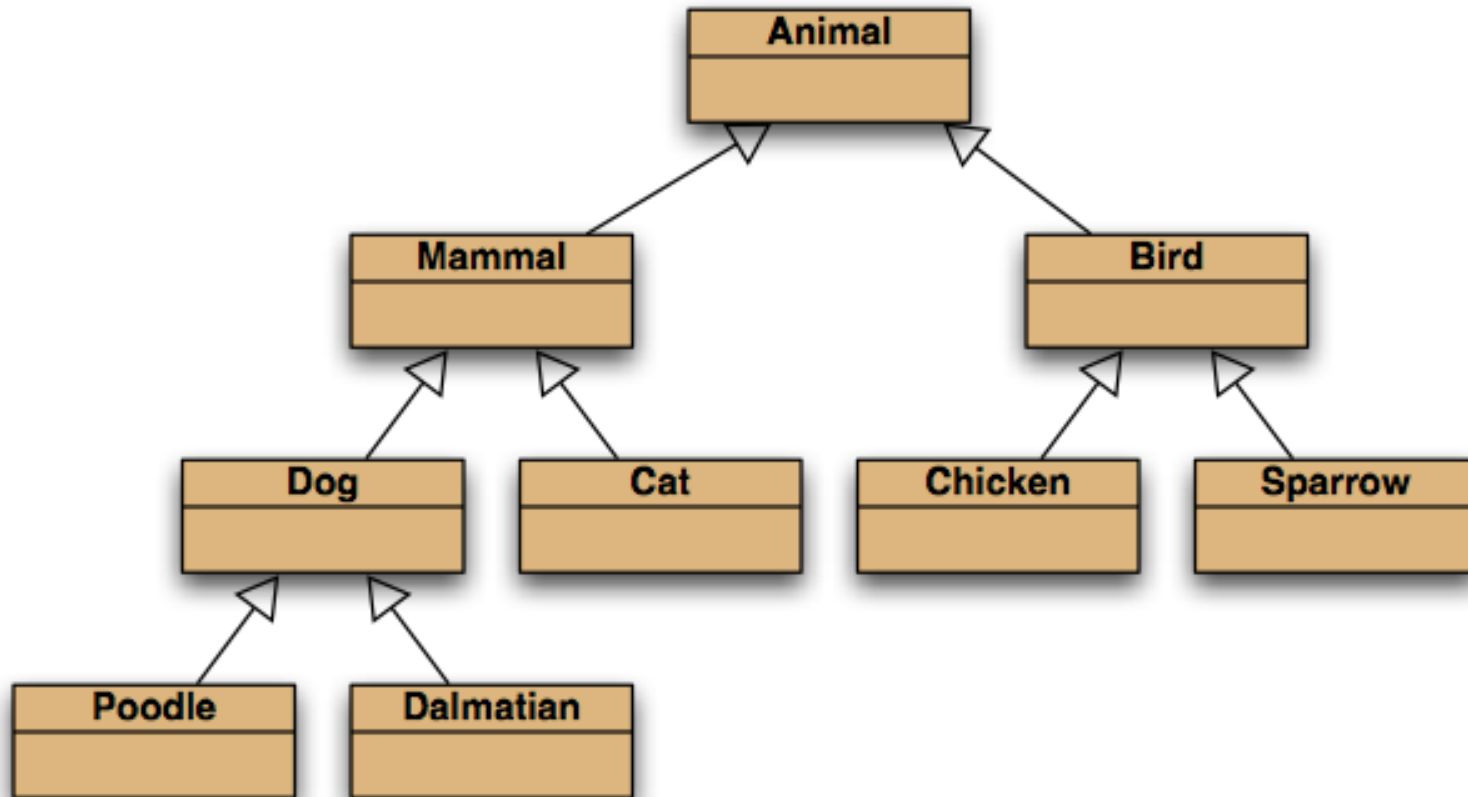 Animal
Mammal
Bird
Dog
Cat
Chicken
Sparrow
Poodle
Dalmatian